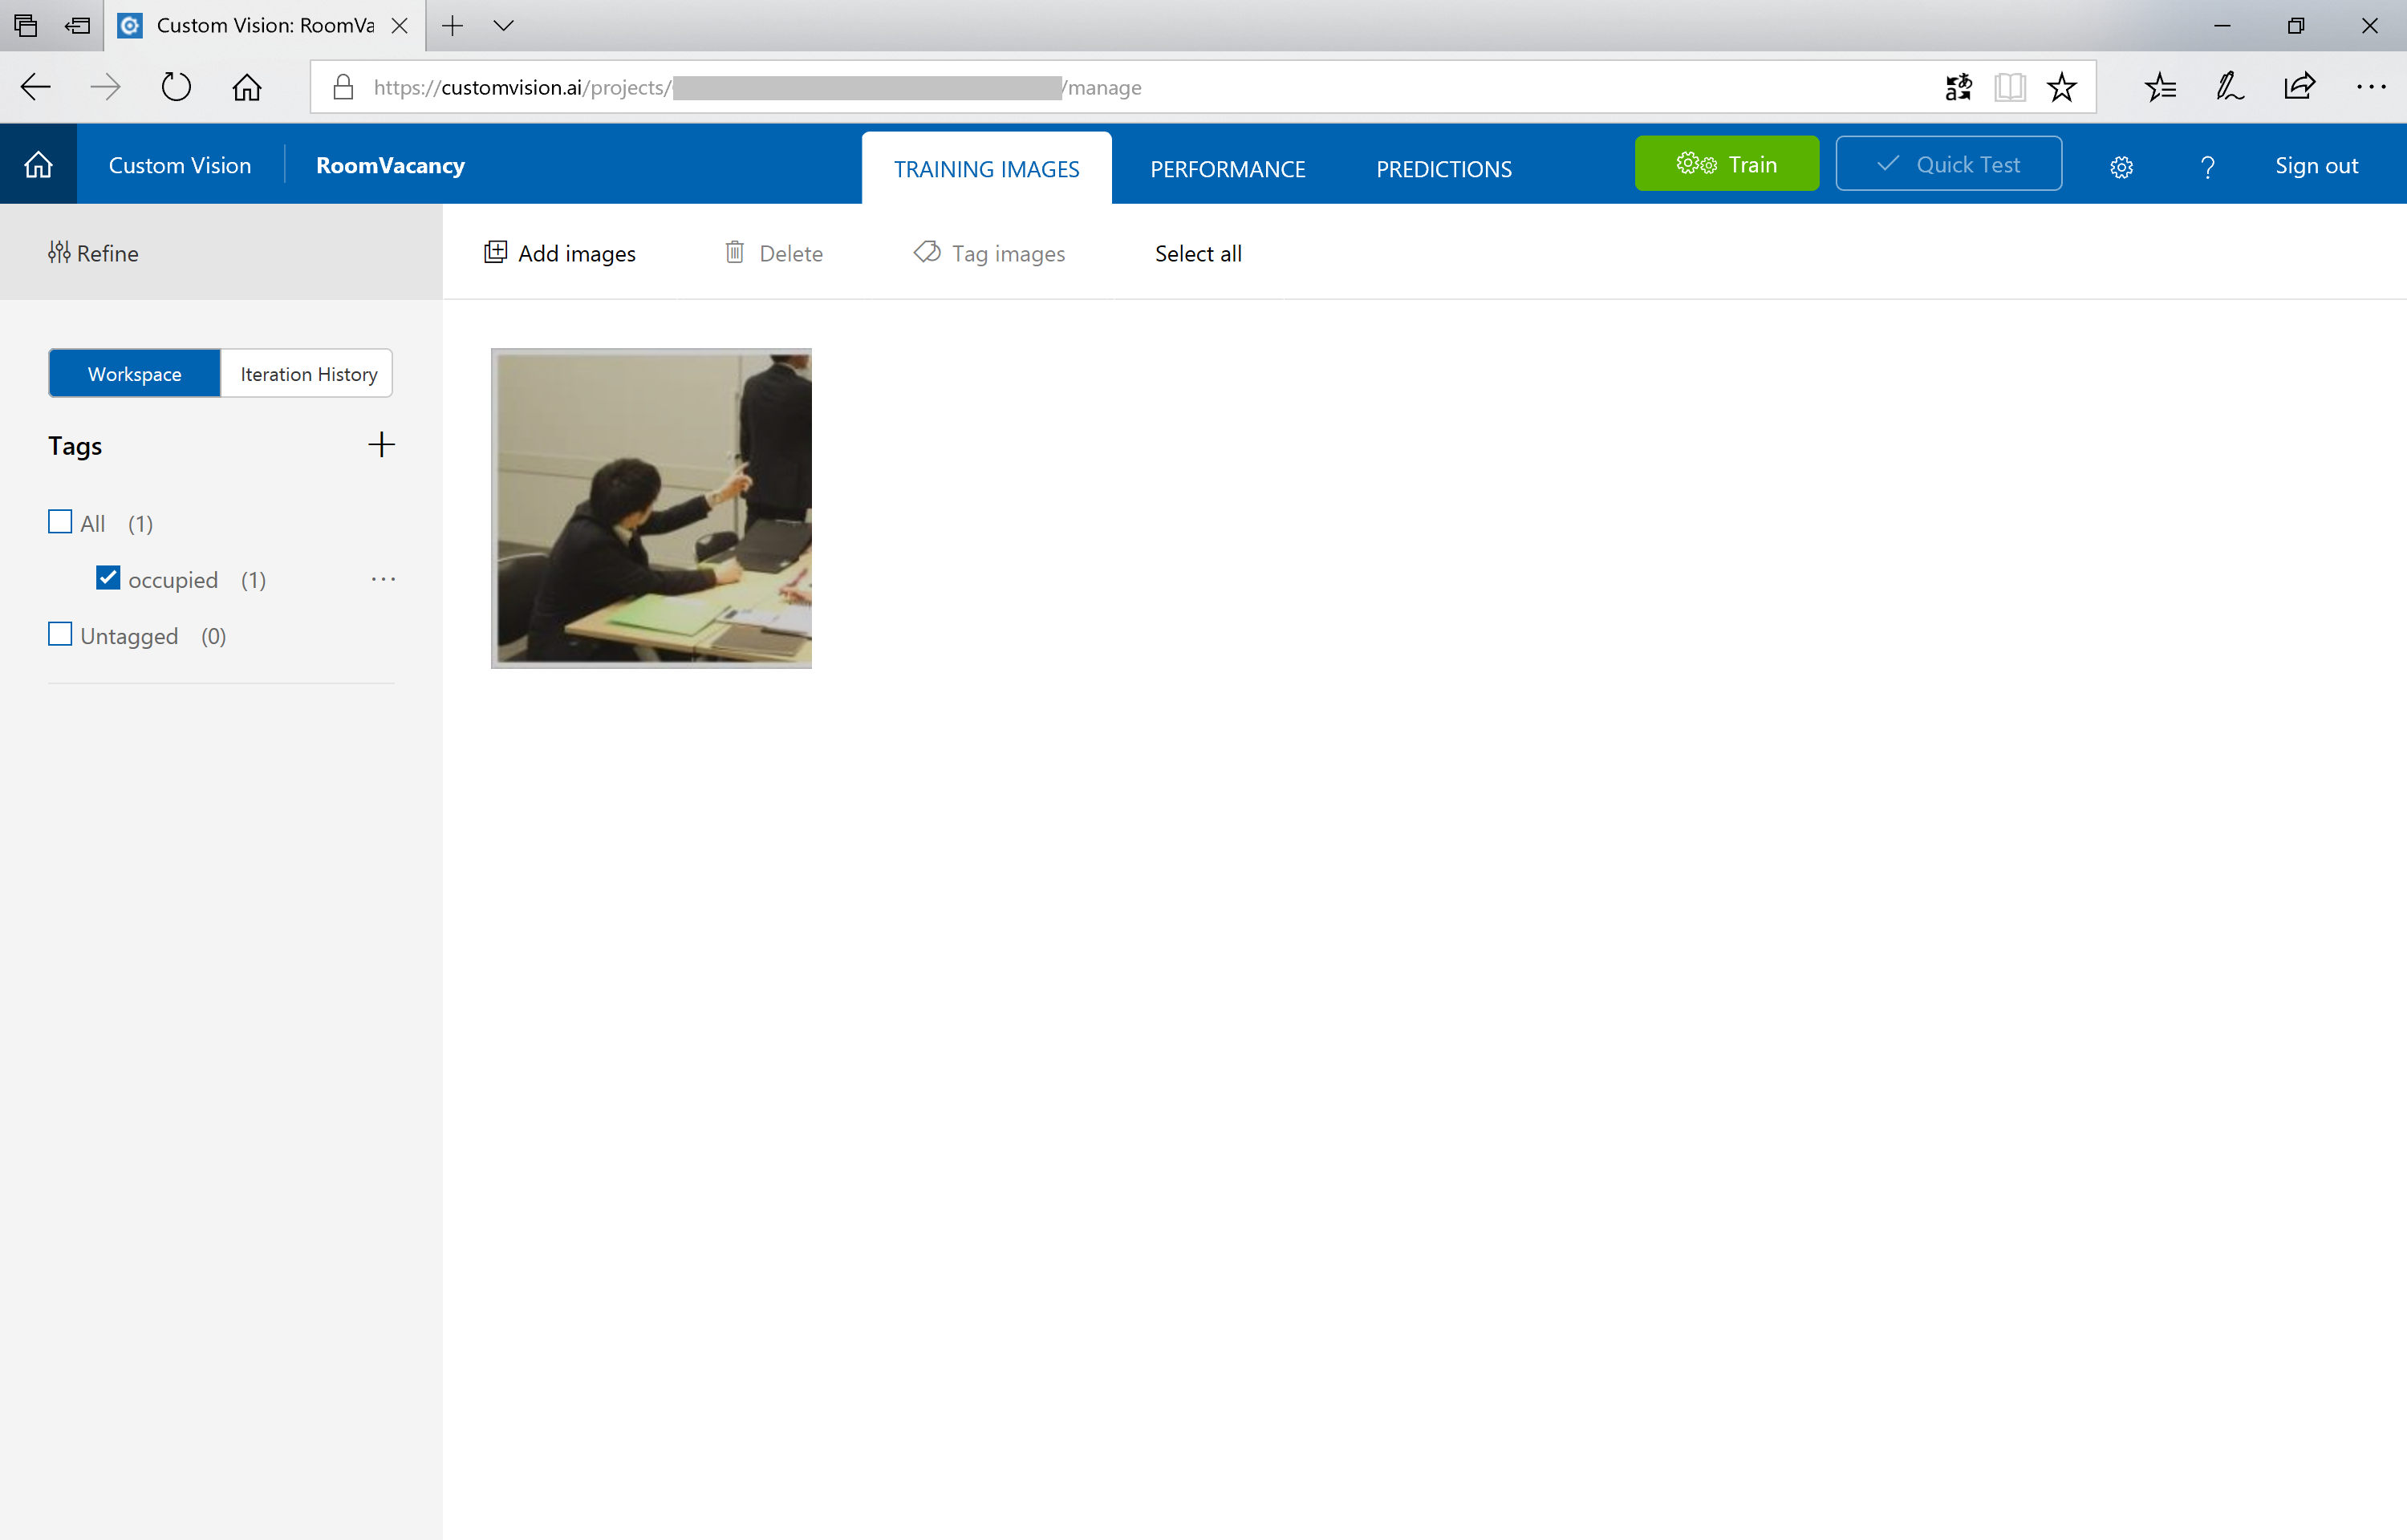 Custom Vision: RoomVa
https://customvision.ai/projects/ /manage
Custom Vision RoomVacancy TRAINING IMAGES PERFORMANCE PREDICTIONS Train Quick Test ? Sign out
Refine Add images Delete Tag images Select all
Workspace Iteration History
Tags
All (1)
occupied (1)
Untagged (0)